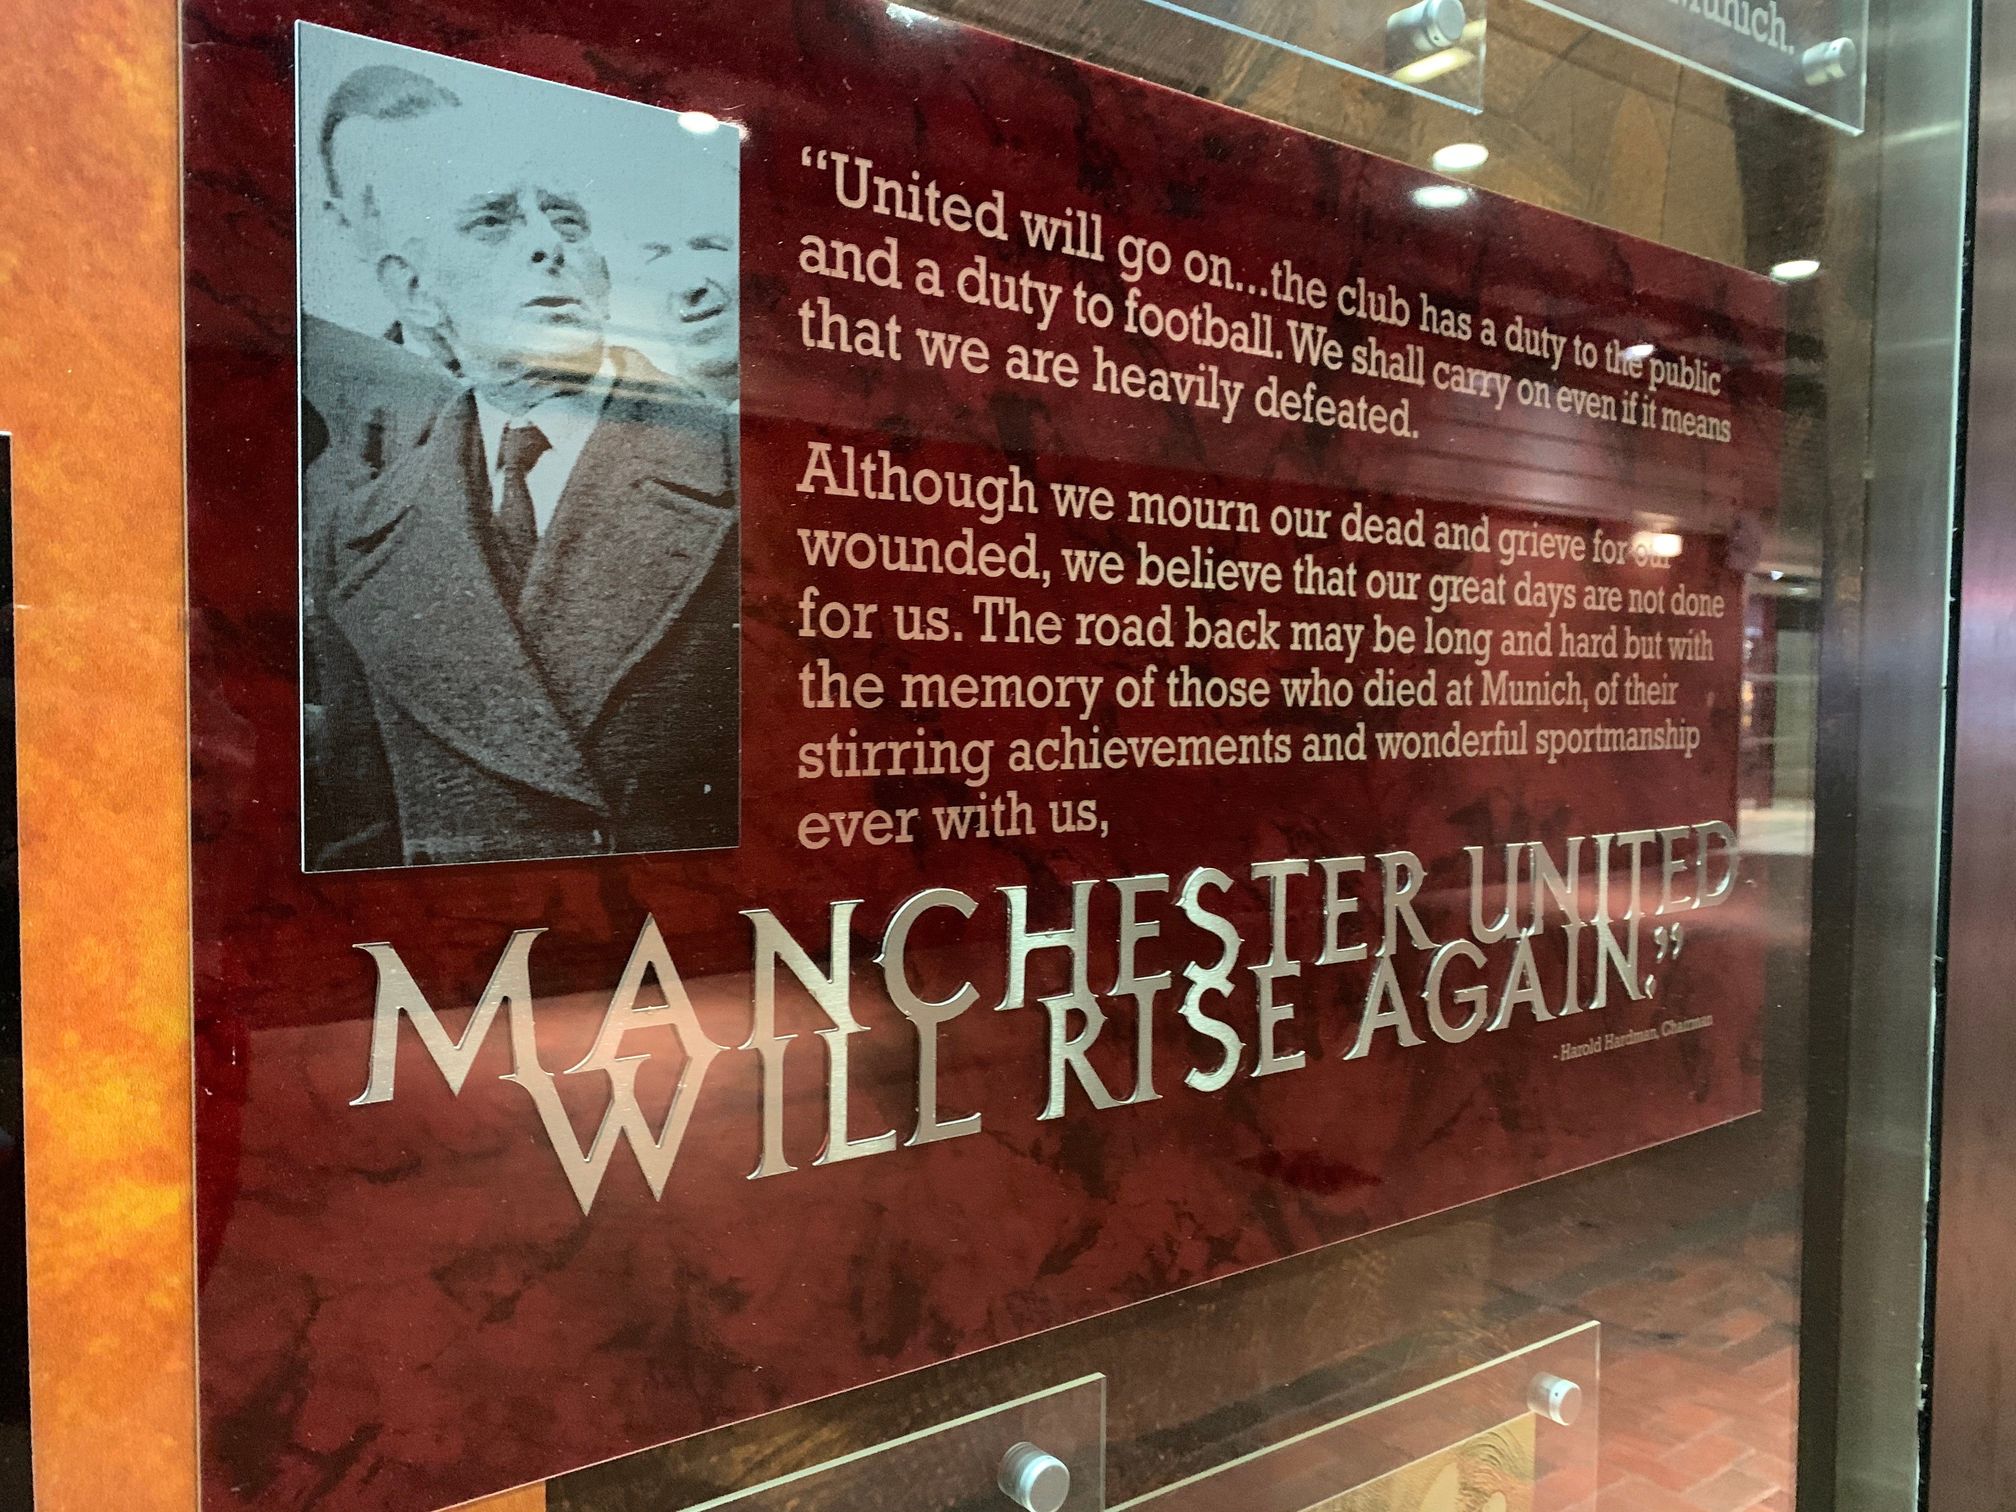 Munich.
“United will go on...the club has a duty to the public
and a duty to football. We shall carry on even if it means
that we are heavily defeated.
Although we mourn our dead and grieve for our
wounded, we believe that our great days are not done
for us. The road back may be long and hard but with
the memory of those who died at Munich, of their
stirring achievements and wonderful sportmanship
ever with us,
MANCHESTER UNITED
WILL RISE AGAIN.”
- Harold Hardman, Chairman